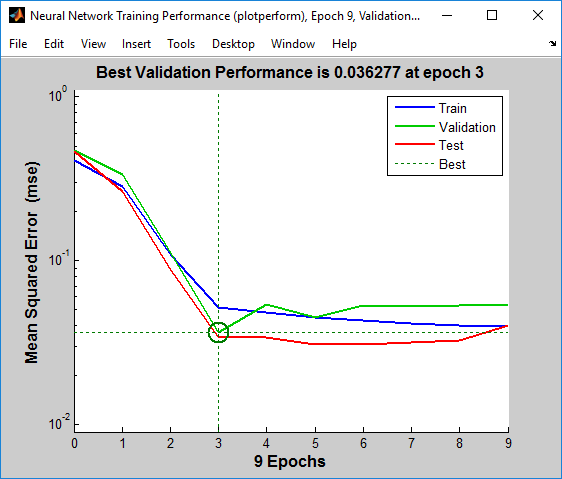 Neural Network Training Performance (plotperform), Epoch 9, Validation...
File Edit View Insert Tools Desktop Window Help
Best Validation Performance is 0.036277 at epoch 3
10^0
10^-1
10^-2
Mean Squared Error (mse)
Train
Validation
Test
Best
0 1 2 3 4 5 6 7 8 9
9 Epochs